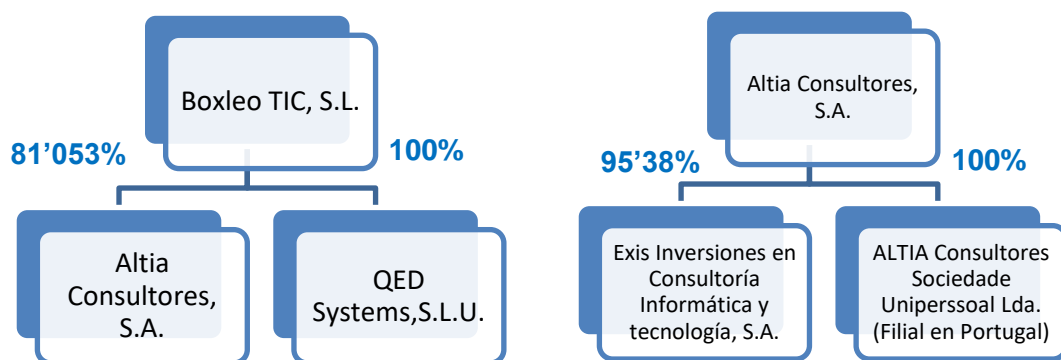 Boxleo TIC, S.L.
81’053%
100%
Altia
Consultores,
S.A.
QED
Systems,S.L.U.
Altia Consultores,
S.A.
95’38%
100%
Exis Inversiones en
Consultoría
Informática y
tecnología, S.A.
ALTIA Consultores
Sociedade
Uniperssoal Lda.
(Filial en Portugal)